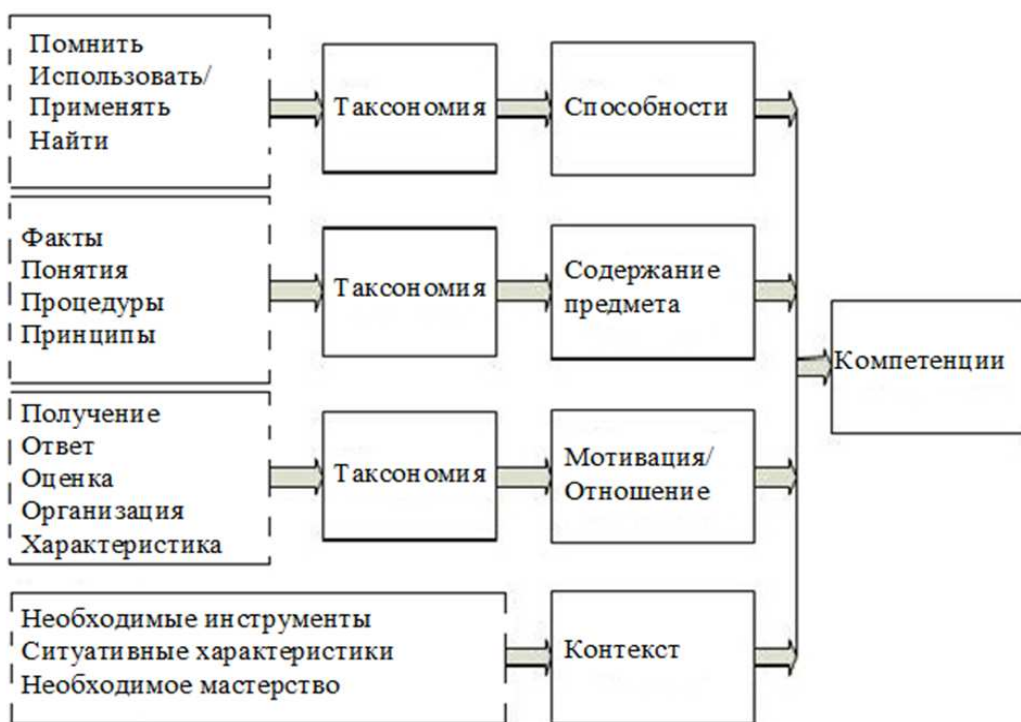 Помнить
Использовать/
Применять
Найти
Таксономия
Способности
Факты
Понятия
Процедуры
Принципы
Таксономия
Содержание
предмета
Компетенции
Получение
Ответ
Оценка
Организация
Характеристика
Таксономия
Мотивация/
Отношение
Необходимые инструменты
Ситуативные характеристики
Необходимое мастерство
Контекст